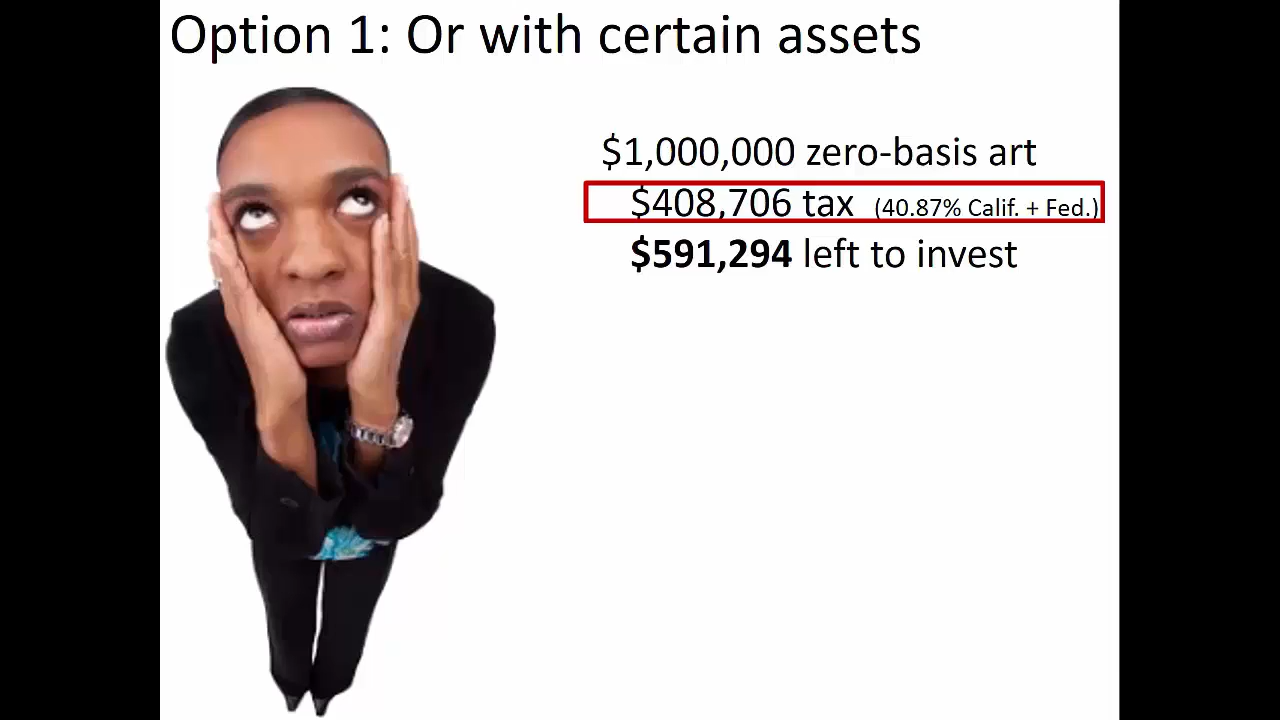 Option 1: Or with certain assets
$1,000,000 zero-basis art
$408,706 tax (40.87% Calif. + Fed.)
$591,294 left to invest